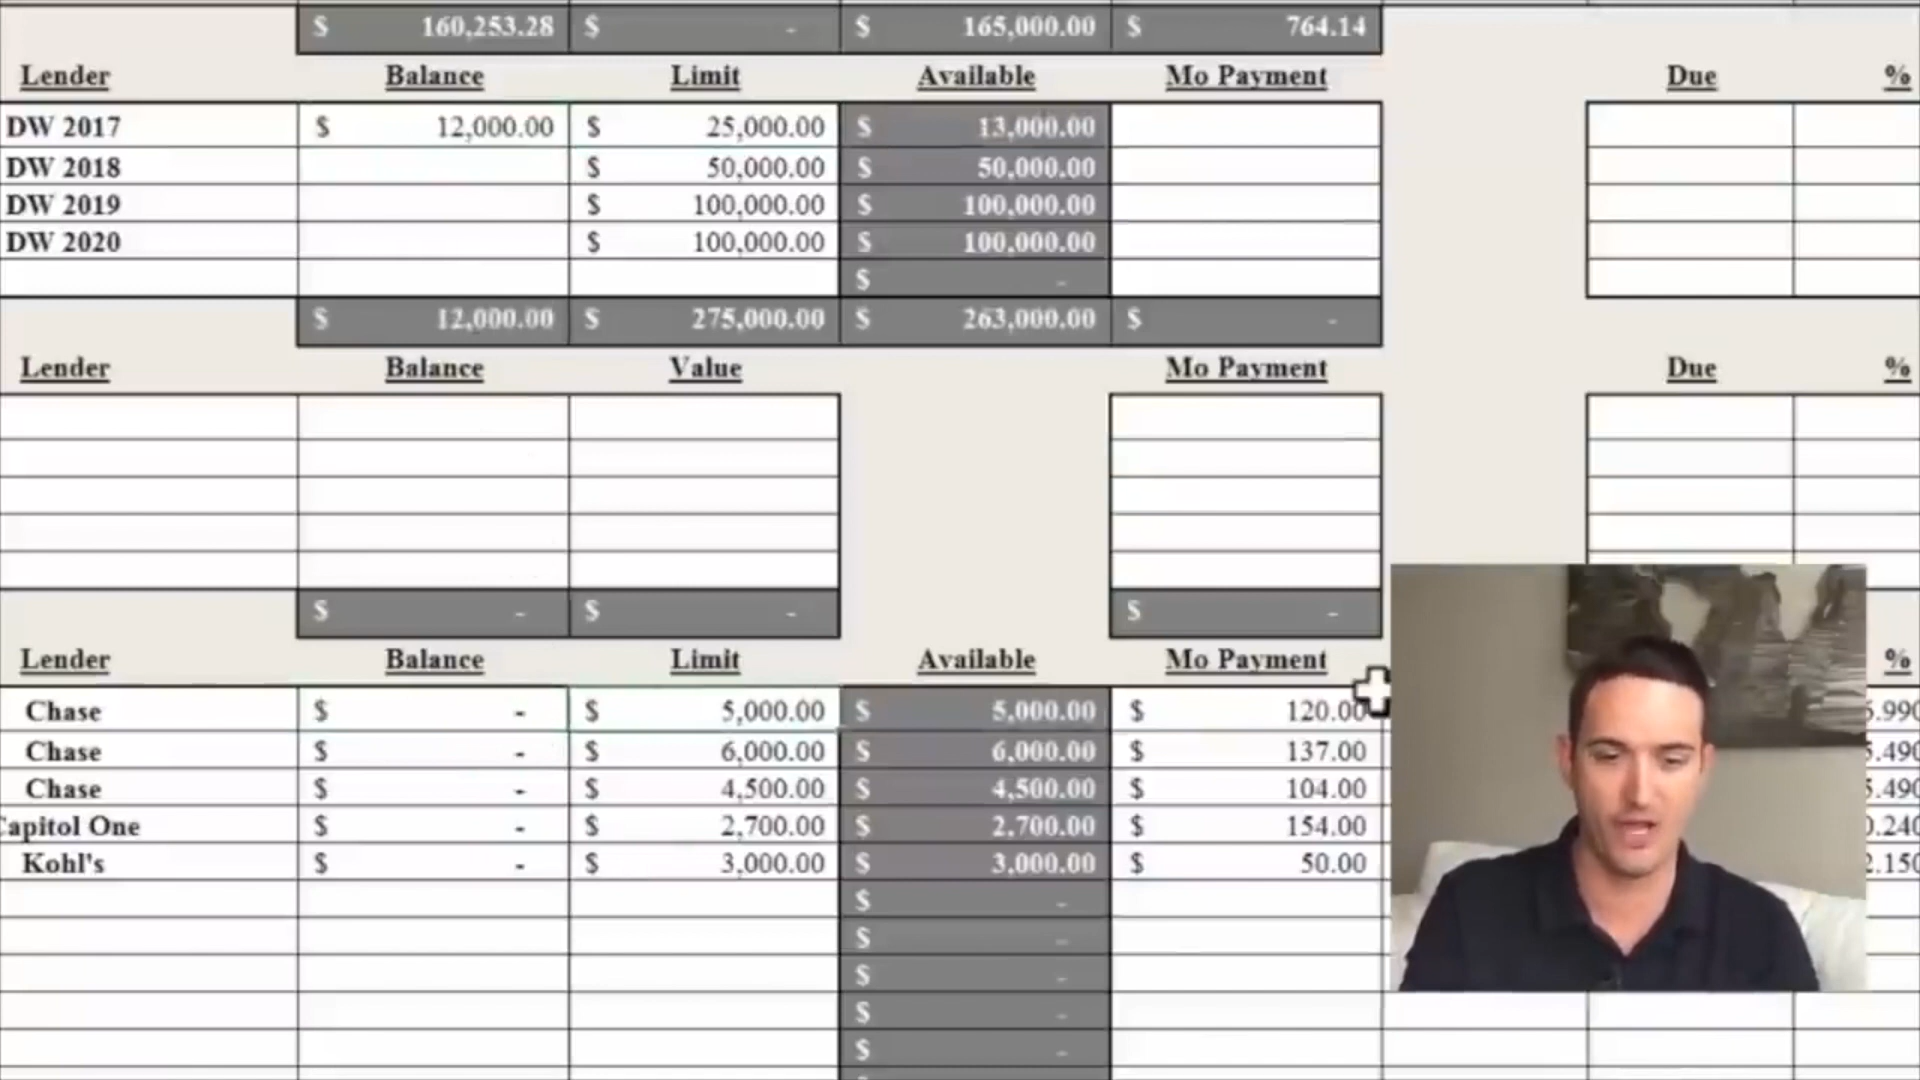 $ 160,253.28 $ - $ 165,000.00 $ 764.14
Lender Balance Limit Available Mo Payment Due %
DW 2017 $ 12,000.00 $ 25,000.00 $ 13,000.00
DW 2018 $ 50,000.00 $ 50,000.00
DW 2019 $ 100,000.00 $ 100,000.00
DW 2020 $ 100,000.00 $ 100,000.00
$ -
$ 12,000.00 $ 275,000.00 $ 263,000.00 $ -
Lender Balance Value Mo Payment Due %
$ - $ - $ -
Lender Balance Limit Available Mo Payment %
Chase $ - $ 5,000.00 $ 5,000.00 $ 120.00 .990
Chase $ - $ 6,000.00 $ 6,000.00 $ 137.00 .490
Chase $ - $ 4,500.00 $ 4,500.00 $ 104.00 .490
apitol One $ - $ 2,700.00 $ 2,700.00 $ 154.00 .240
Kohl's $ - $ 3,000.00 $ 3,000.00 $ 50.00 .150
$ -
$ -
$ -
$ -
$ -